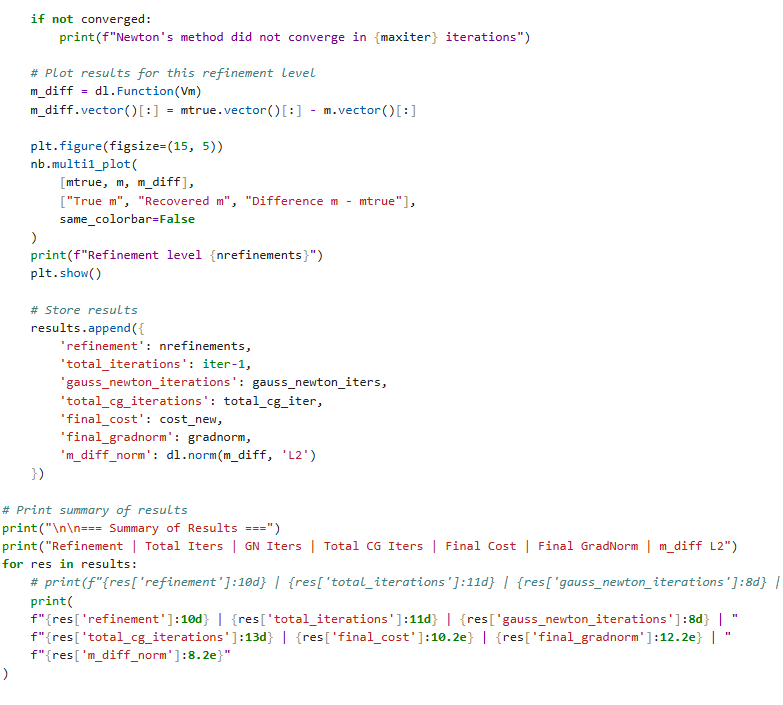 if not converged:
        print(f"Newton's method did not converge in {maxiter} iterations")

    # Plot results for this refinement level
    m_diff = dl.Function(Vm)
    m_diff.vector()[:] = mtrue.vector()[:] - m.vector()[:]

    plt.figure(figsize=(15, 5))
    nb.multi1_plot(
        [mtrue, m, m_diff],
        ["True m", "Recovered m", "Difference m - mtrue"],
        same_colorbar=False
    )
    print(f"Refinement level {nrefinements}")
    plt.show()

    # Store results
    results.append({
        'refinement': nrefinements,
        'total_iterations': iter-1,
        'gauss_newton_iterations': gauss_newton_iters,
        'total_cg_iterations': total_cg_iter,
        'final_cost': cost_new,
        'final_gradnorm': gradnorm,
        'm_diff_norm': dl.norm(m_diff, 'L2')
    })

# Print summary of results
print("\n\n=== Summary of Results ===")
print("Refinement | Total Iters | GN Iters | Total CG Iters | Final Cost | Final GradNorm | m_diff L2")
for res in results:
    # print(f"{res['refinement']:10d} | {res['total_iterations']:11d} | {res['gauss_newton_iterations']:8d} |
    print(
    f"{res['refinement']:10d} | {res['total_iterations']:11d} | {res['gauss_newton_iterations']:8d} | "
    f"{res['total_cg_iterations']:13d} | {res['final_cost']:10.2e} | {res['final_gradnorm']:12.2e} | "
    f"{res['m_diff_norm']:8.2e}"
)